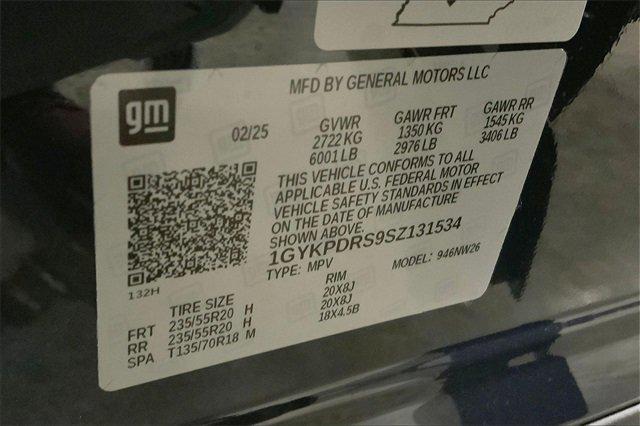 gm
MFD BY GENERAL MOTORS LLC
02/25
GVWR GAWR FRT GAWR RR
2722 KG 1350 KG 1545 KG
6001 LB 2976 LB 3406 LB
THIS VEHICLE CONFORMS TO ALL
APPLICABLE U.S. FEDERAL MOTOR
VEHICLE SAFETY STANDARDS IN EFFECT
ON THE DATE OF MANUFACTURE
SHOWN ABOVE.
1GYKPDRS9SZ131534
TYPE: MPV MODEL: 946NW26
132H
TIRE SIZE RIM
FRT 235/55R20 H 20X8J
RR 235/55R20 H 20X8J
SPA T135/70R18 M 18X4.5B